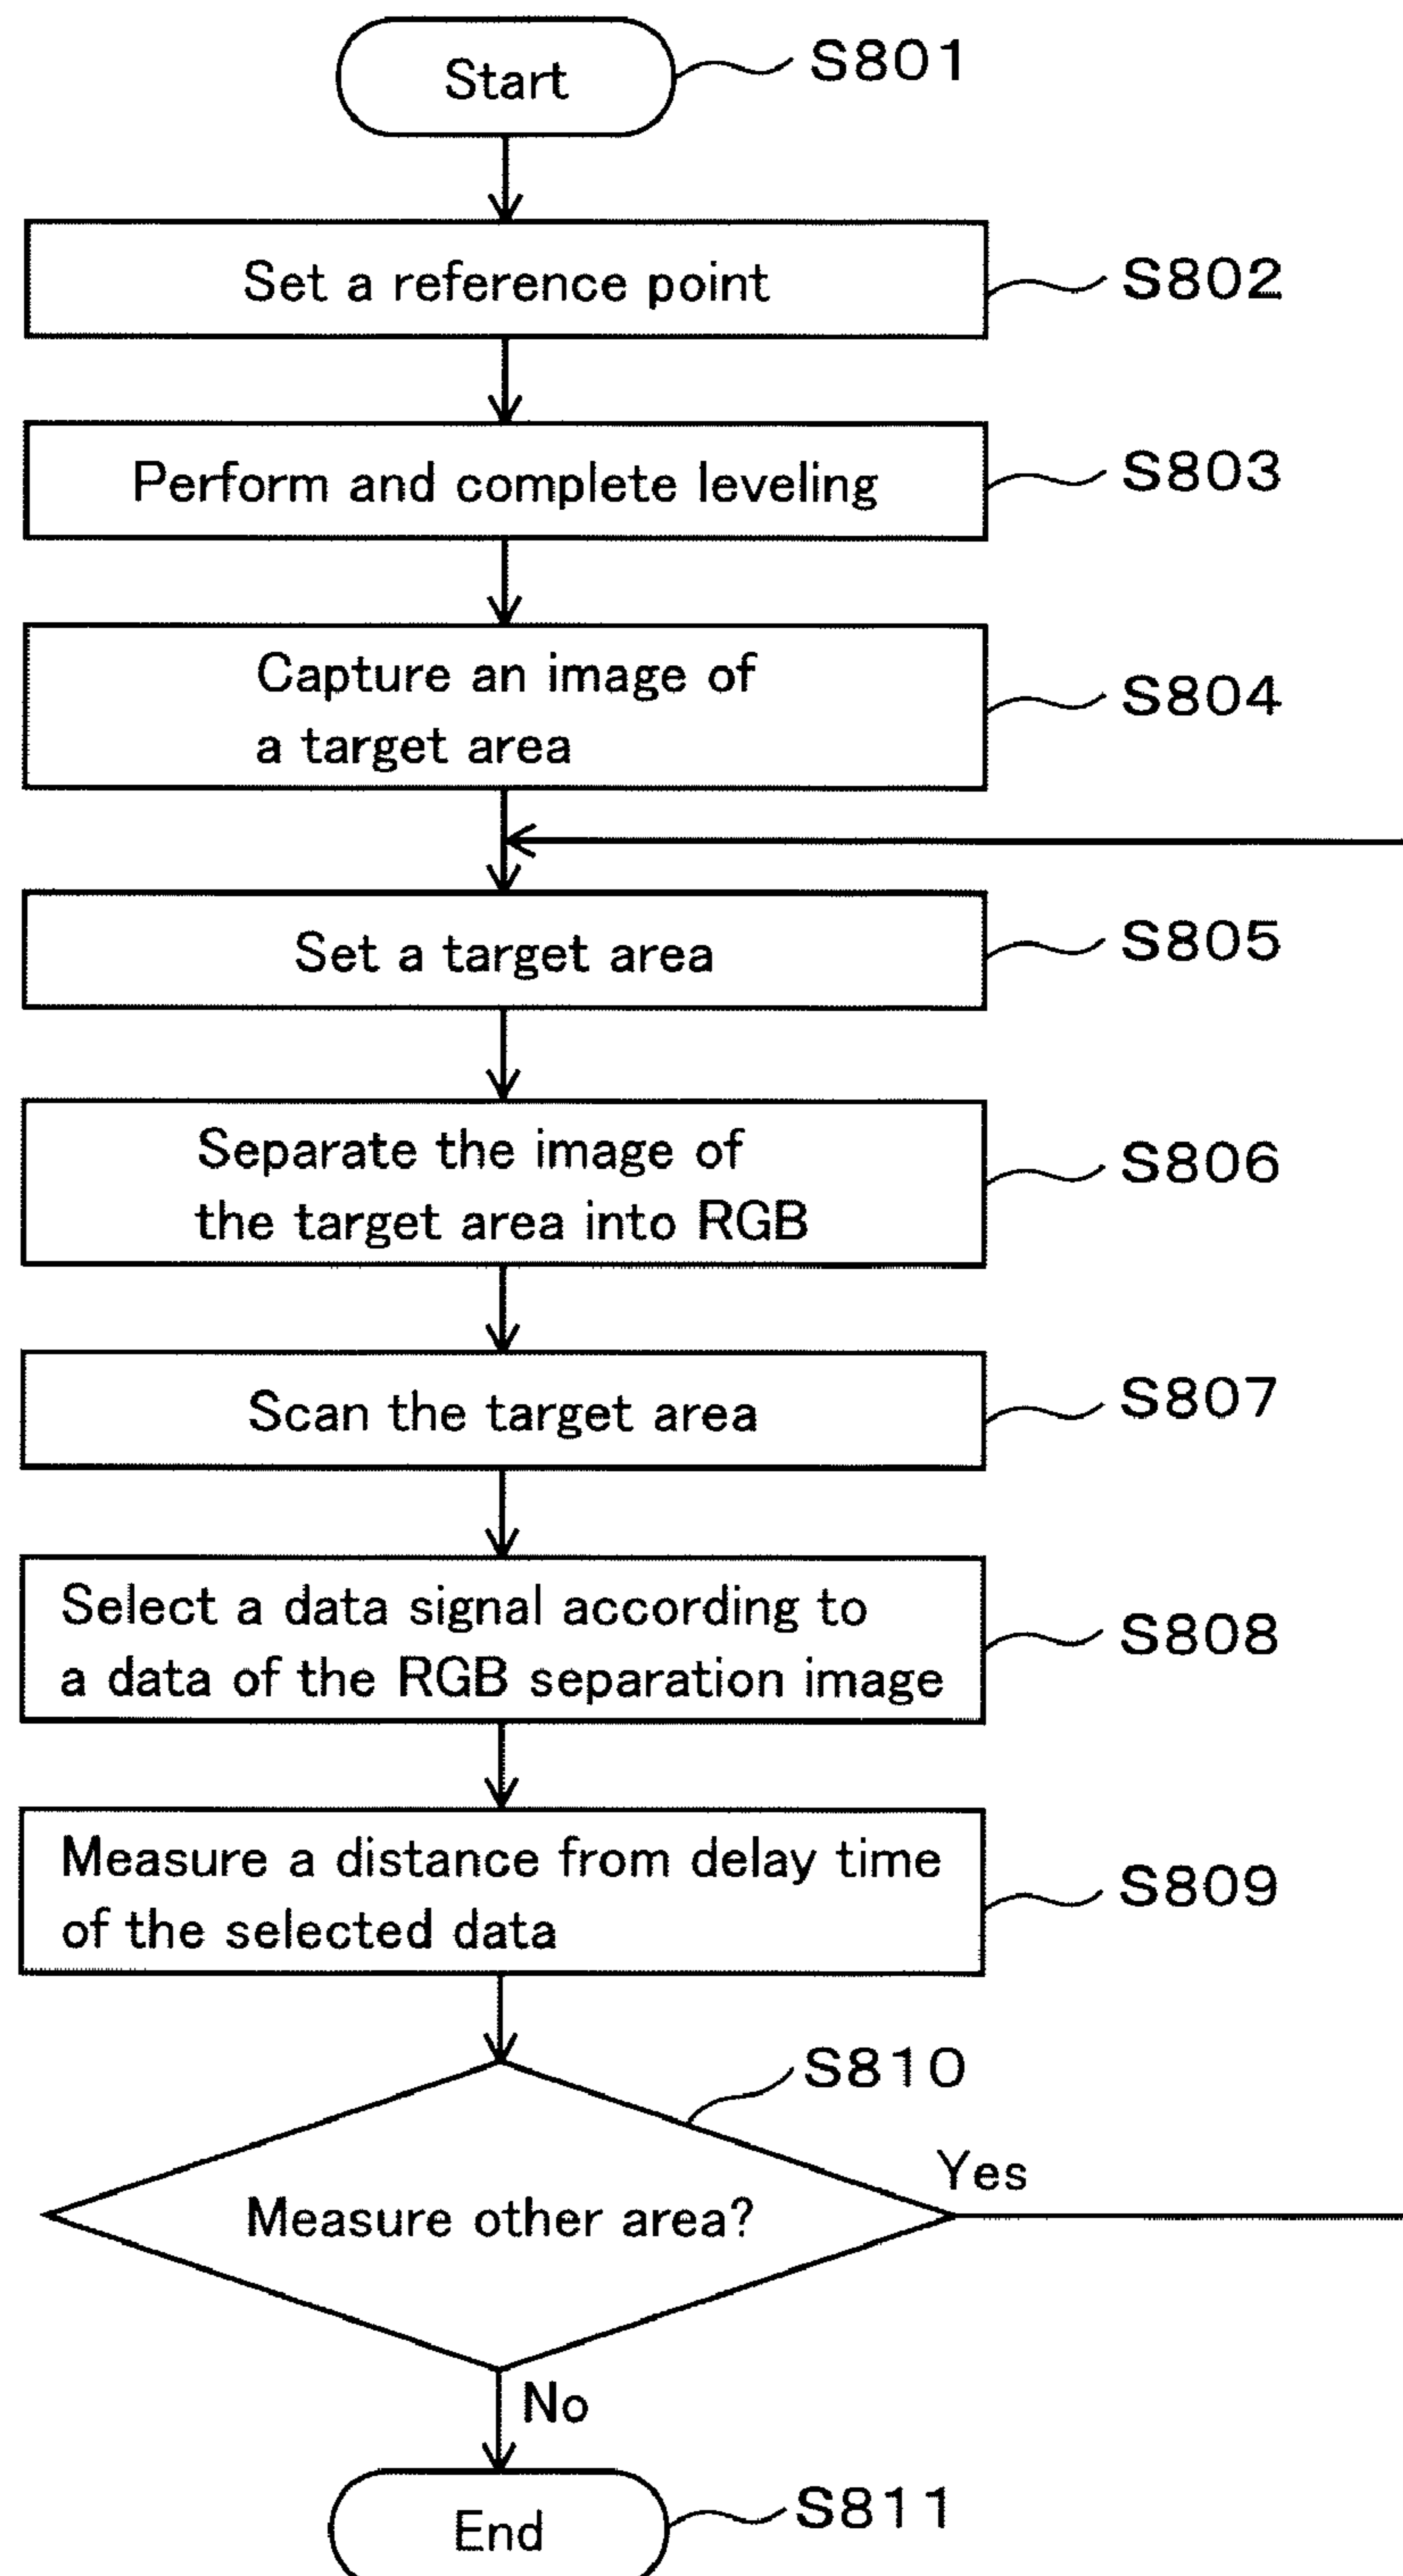 Start
S801
Set a reference point
S802
Perform and complete leveling
S803
Capture an image of
a target area
S804
Set a target area
S805
Separate the image of
the target area into RGB
S806
Scan the target area
S807
Select a data signal according to
a data of the RGB separation image
S808
Measure a distance from delay time
of the selected data
S809
S810
Measure other area?
Yes
No
End
S811